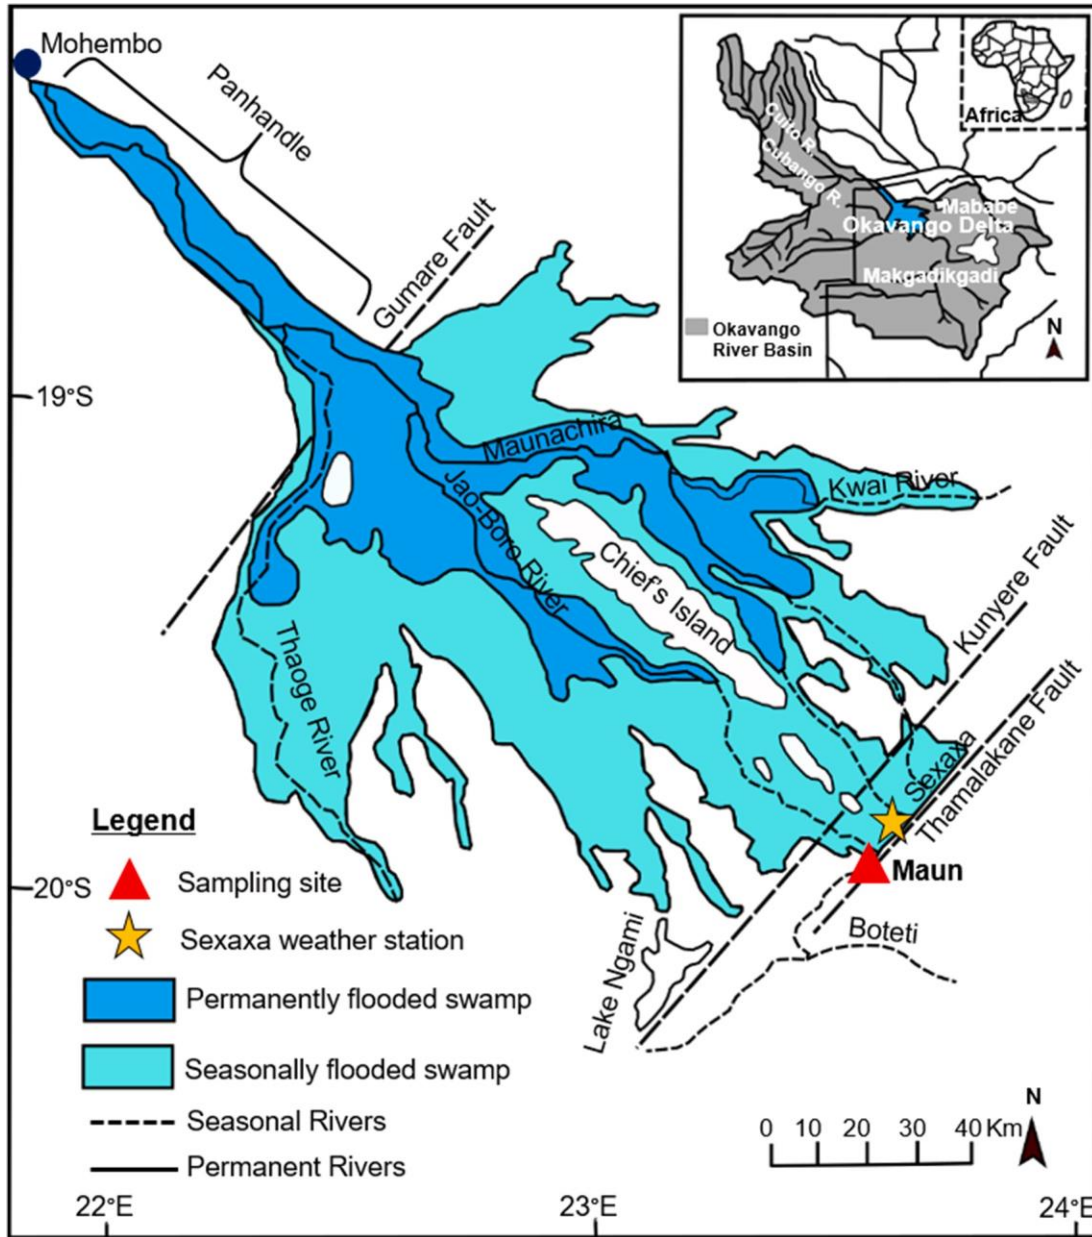 Mohembo
Panhandle
Gumare Fault
Africa
Cuito R.
Cubango R.
Mababe
Okavango Delta
Makgadikgadi
Okavango
River Basin
N
19°S
Maunachira
Kwai River
Jao-Boro River
Chief's Island
Kunyere Fault
Thaoge River
Sexaxa
Thamalakane Fault
Maun
Boteti
Lake Ngami
20°S
Legend
Sampling site
Sexaxa weather station
Permanently flooded swamp
Seasonally flooded swamp
Seasonal Rivers
Permanent Rivers
N
0 10 20 30 40 Km
22°E
23°E
24°E